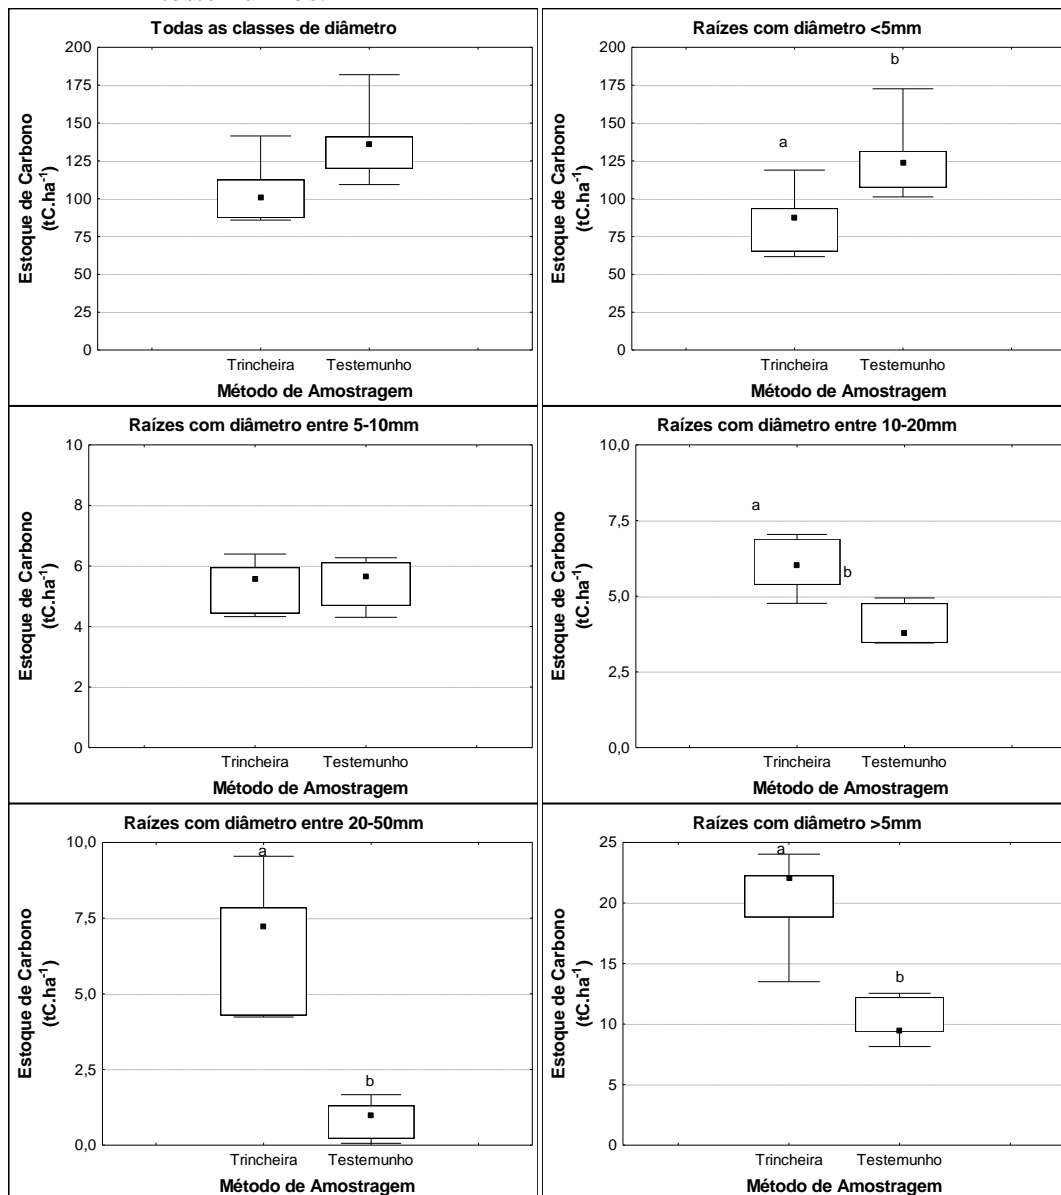 Todas as classes de diâmetro
200
175
150
125
100
75
50
25
0
Estoque de Carbono
(tC.ha-1)
Trincheira Testemunho
Método de Amostragem
Raízes com diâmetro <5mm
200
175
150
125
100
75
50
25
0
Estoque de Carbono
(tC.ha-1)
a
b
Trincheira Testemunho
Método de Amostragem
Raízes com diâmetro entre 5-10mm
10
8
6
4
2
0
Estoque de Carbono
(tC.ha-1)
Trincheira Testemunho
Método de Amostragem
Raízes com diâmetro entre 10-20mm
10,0
7,5
5,0
2,5
0,0
Estoque de Carbono
(tC.ha-1)
a
b
Trincheira Testemunho
Método de Amostragem
Raízes com diâmetro entre 20-50mm
10,0
7,5
5,0
2,5
0,0
Estoque de Carbono
(tC.ha-1)
a
b
Trincheira Testemunho
Método de Amostragem
Raízes com diâmetro >5mm
25
20
15
10
5
0
Estoque de Carbono
(tC.ha-1)
a
b
Trincheira Testemunho
Método de Amostragem